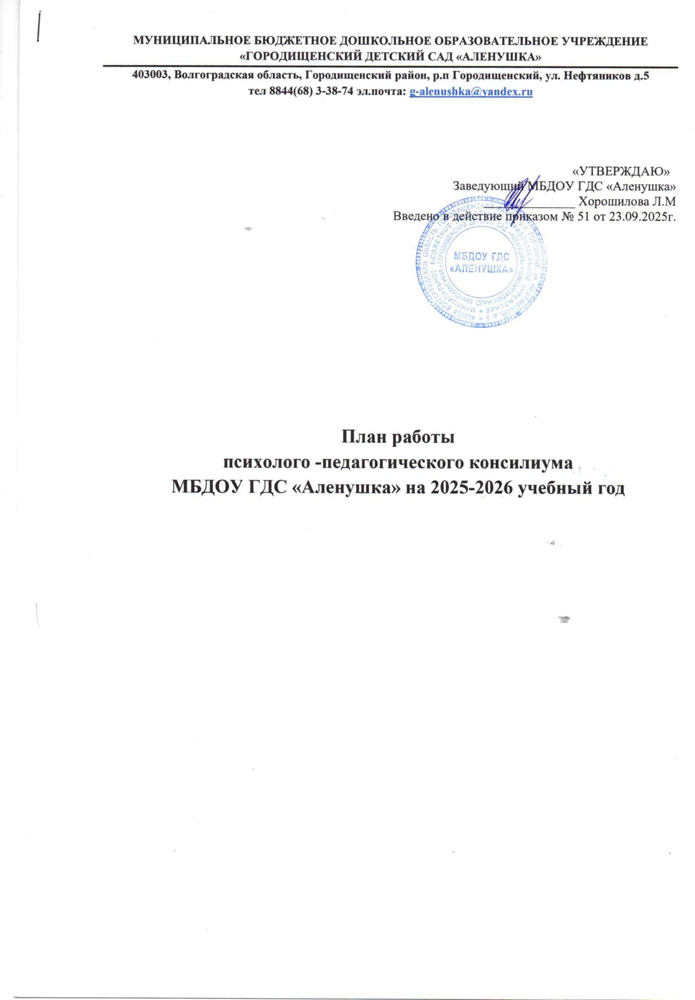 МУНИЦИПАЛЬНОЕ БЮДЖЕТНОЕ ДОШКОЛЬНОЕ ОБРАЗОВАТЕЛЬНОЕ УЧРЕЖДЕНИЕ
«ГОРОДИЩЕНСКИЙ ДЕТСКИЙ САД «АЛЕНУШКА»
403003, Волгоградская область, Городищенский район, р.п Городищенский, ул. Нефтяников д.5
тел 8844(68) 3-38-74 эл.почта: g-alenushka@yandex.ru
«УТВЕРЖДАЮ»
Заведующий МБДОУ ГДС «Аленушка»
Хорошилова Л.М
Введено в действие приказом № 51 от 23.09.2025г.
МБДОУ ГДС
«АЛЕНУШКА»
План работы
психолого -педагогического консилиума
МБДОУ ГДС «Аленушка» на 2025-2026 учебный год